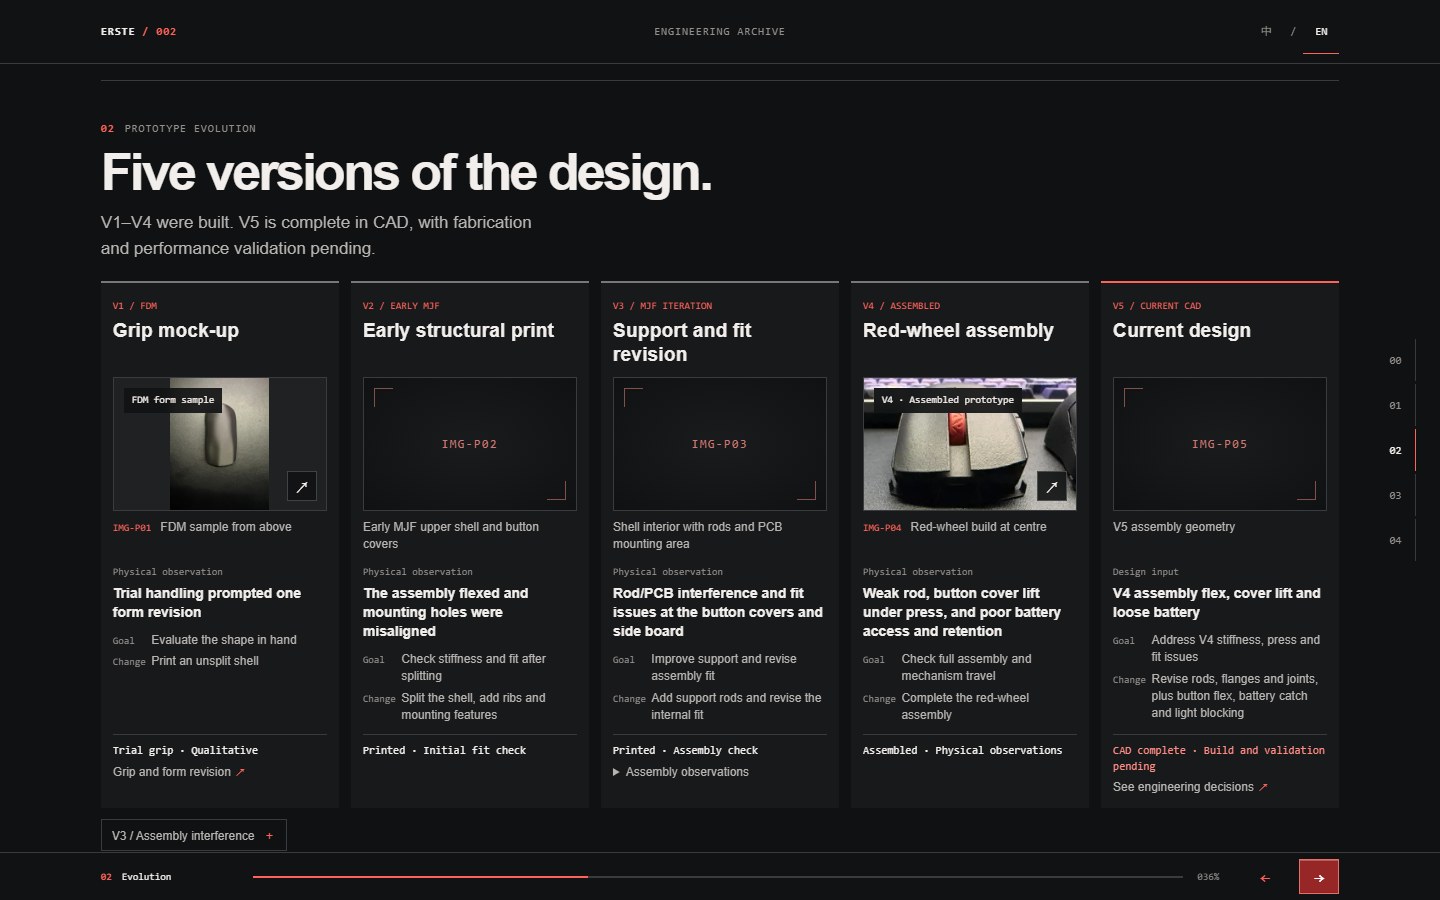 ERSTE / 002
ENGINEERING ARCHIVE
中 / EN
02 PROTOTYPE EVOLUTION
Five versions of the design.
V1–V4 were built. V5 is complete in CAD, with fabrication
and performance validation pending.
V1 / FDM
Grip mock-up
FDM form sample
↗
IMG-P01 FDM sample from above
Physical observation
Trial handling prompted one
form revision
Goal Evaluate the shape in hand
Change Print an unsplit shell
Trial grip · Qualitative
Grip and form revision ↗
V2 / EARLY MJF
Early structural print
IMG-P02
Early MJF upper shell and button
covers
Physical observation
The assembly flexed and
mounting holes were
misaligned
Goal Check stiffness and fit after
splitting
Change Split the shell, add ribs and
mounting features
Printed · Initial fit check
V3 / MJF ITERATION
Support and fit
revision
IMG-P03
Shell interior with rods and PCB
mounting area
Physical observation
Rod/PCB interference and fit
issues at the button covers and
side board
Goal Improve support and revise
assembly fit
Change Add support rods and revise the
internal fit
Printed · Assembly check
▶ Assembly observations
V4 / ASSEMBLED
Red-wheel assembly
V4 · Assembled prototype
↗
IMG-P04 Red-wheel build at centre
Physical observation
Weak rod, button cover lift
under press, and poor battery
access and retention
Goal Check full assembly and
mechanism travel
Change Complete the red-wheel
assembly
Assembled · Physical observations
V5 / CURRENT CAD
Current design
IMG-P05
V5 assembly geometry
Design input
V4 assembly flex, cover lift and
loose battery
Goal Address V4 stiffness, press and
fit issues
Change Revise rods, flanges and joints,
plus button flex, battery catch
and light blocking
CAD complete · Build and validation
pending
See engineering decisions ↗
00
01
02
03
04
V3 / Assembly interference +
02 Evolution
036%
← →